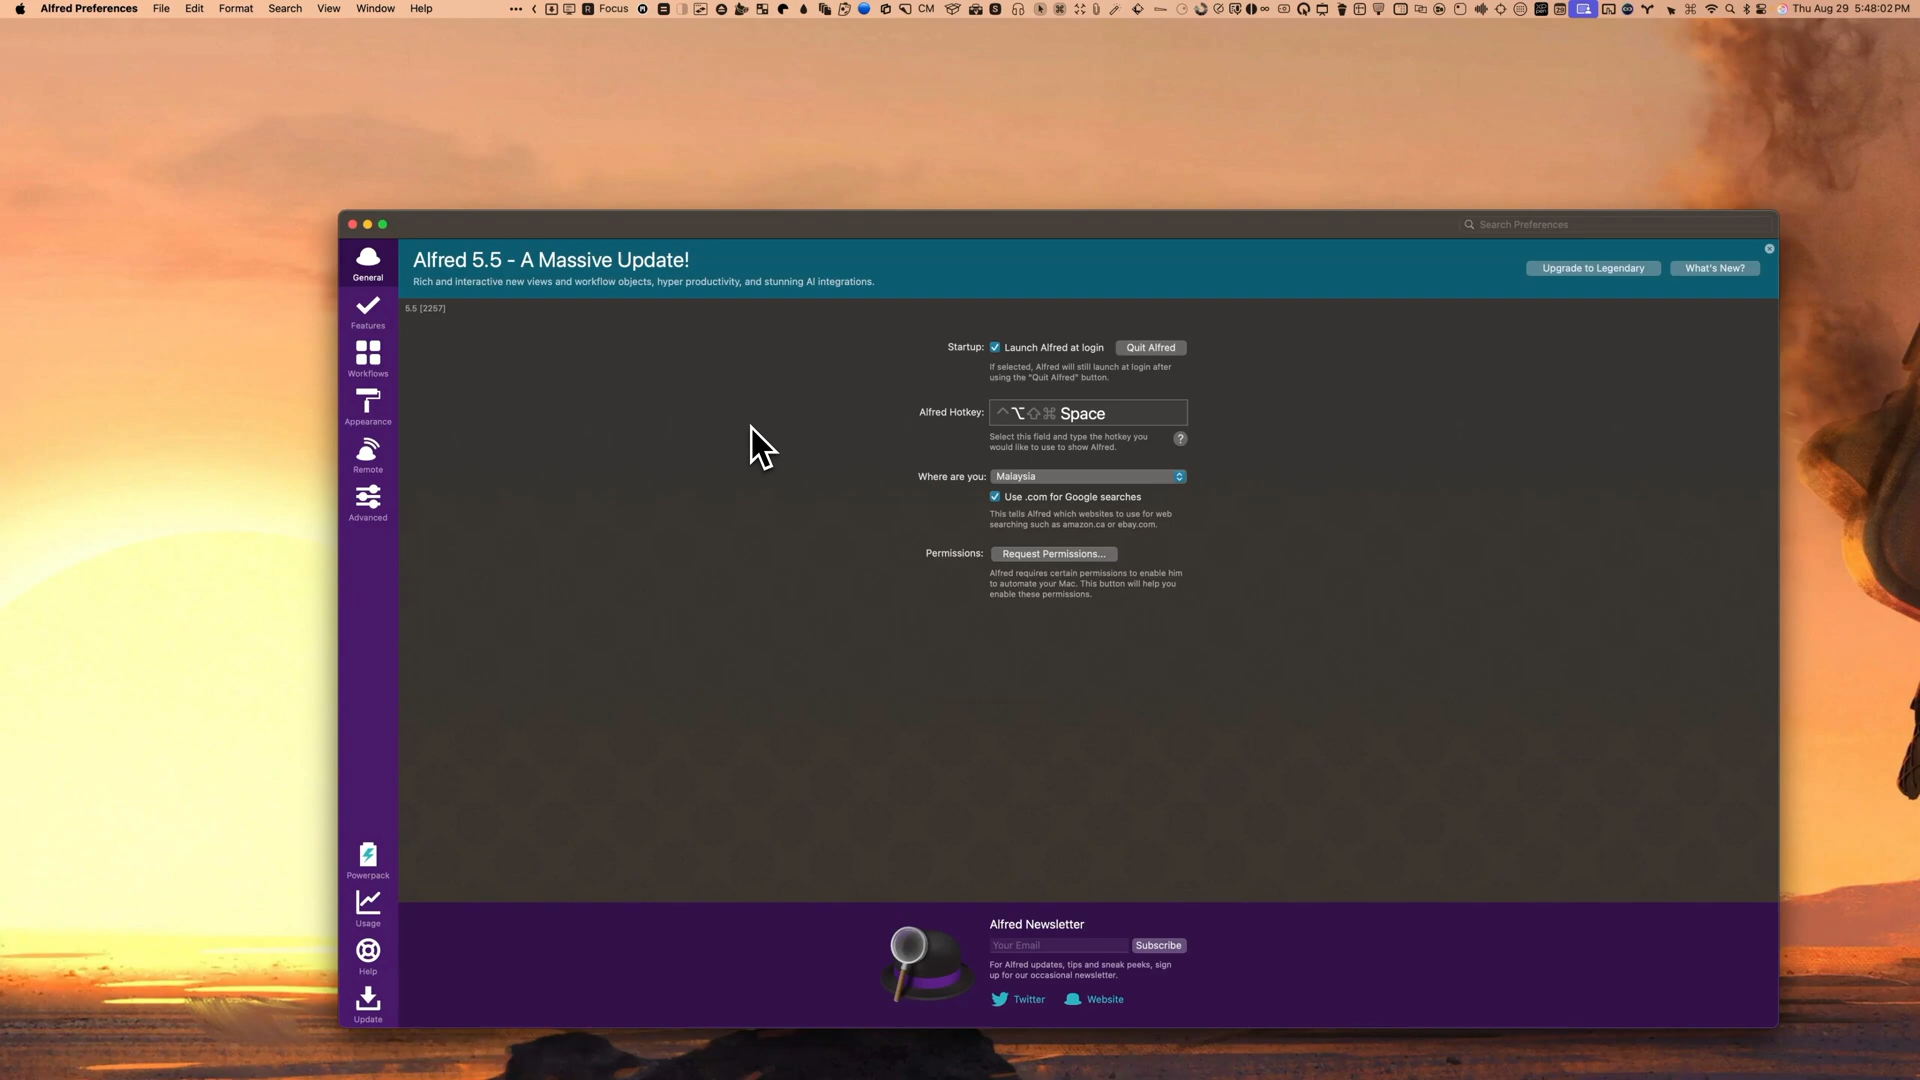 Alfred Preferences File Edit Format Search View Window Help Focus CM Thu Aug 29 5:48:02 PM
Search Preferences
Alfred 5.5 - A Massive Update!
Rich and interactive new views and workflow objects, hyper productivity, and stunning AI integrations.
Upgrade to Legendary
What's New?
General
Features
Workflows
Appearance
Remote
Advanced
Powerpack
Usage
Help
Update
5.5 [2257]
Startup: Launch Alfred at login Quit Alfred
If selected, Alfred will still launch at login after
using the "Quit Alfred" button.
Alfred Hotkey: ^⌥⇧⌘ Space
Select this field and type the hotkey you
would like to use to show Alfred.
?
Where are you: Malaysia
Use .com for Google searches
This tells Alfred which websites to use for web
searching such as amazon.ca or ebay.com.
Permissions: Request Permissions...
Alfred requires certain permissions to enable him
to automate your Mac. This button will help you
enable these permissions.
Alfred Newsletter
Your Email Subscribe
For Alfred updates, tips and sneak peeks, sign
up for our occasional newsletter.
Twitter Website